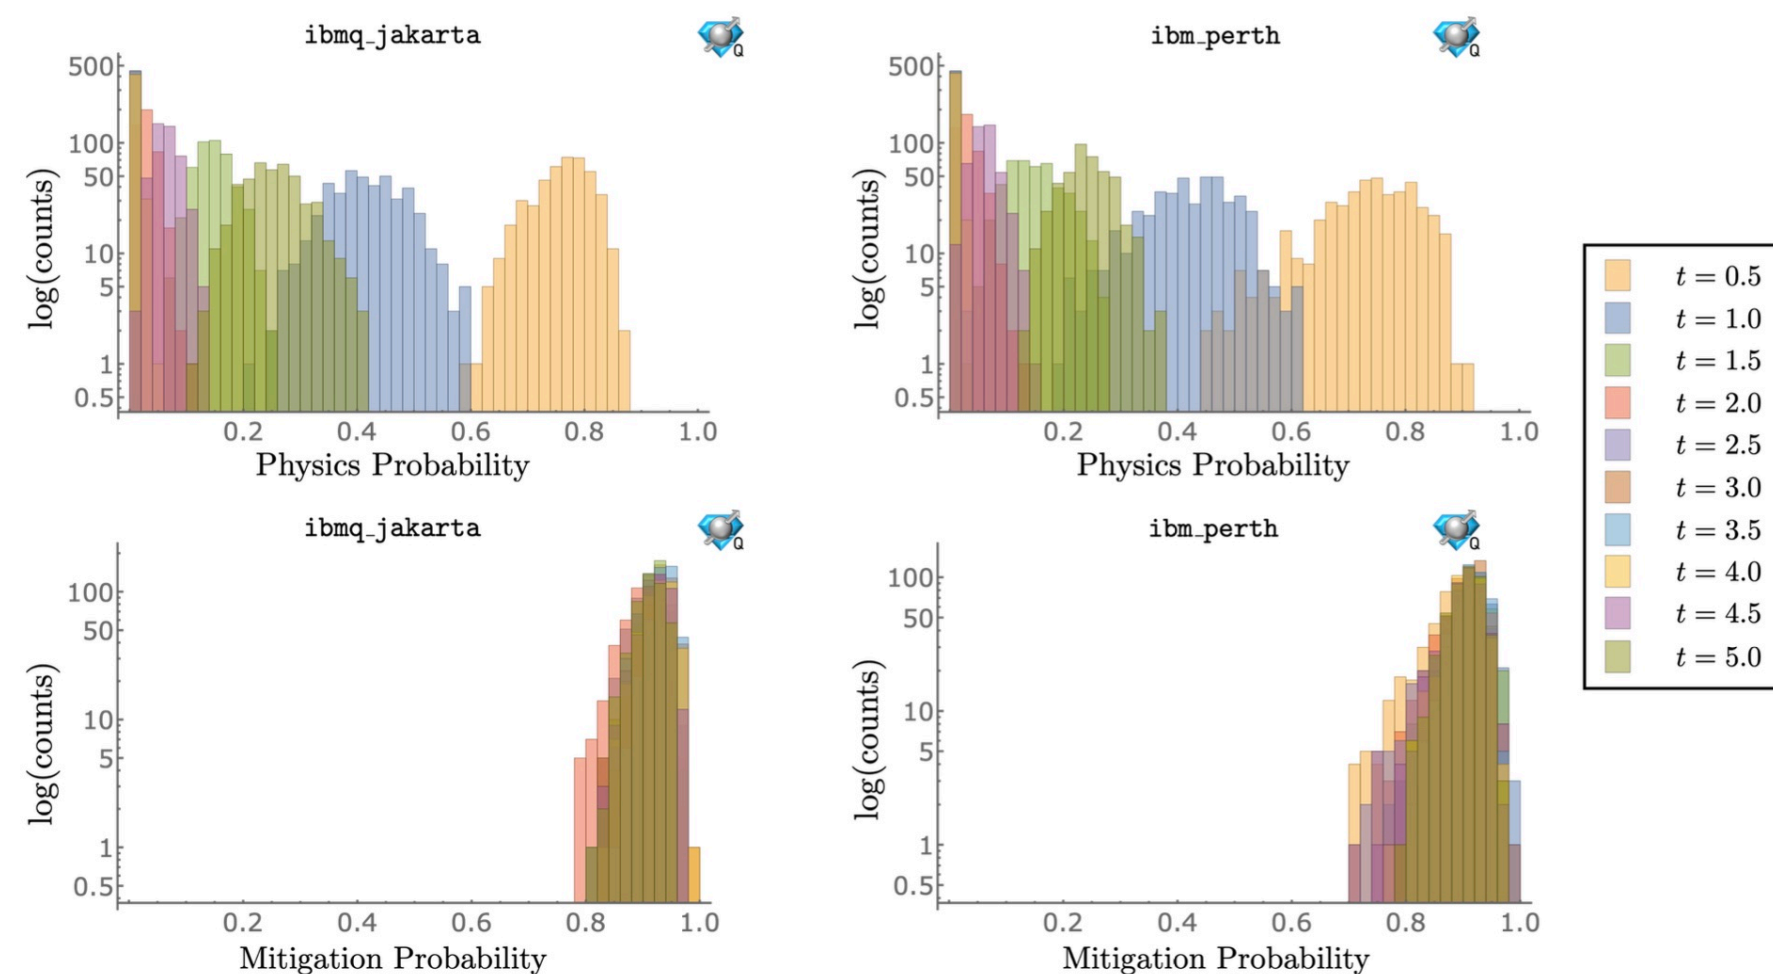 ibmq_jakarta
Q
500
100
50
10
5
1
0.5
log(counts)
0.2 0.4 0.6 0.8 1.0
Physics Probability
ibm_perth
Q
500
100
50
10
5
1
0.5
log(counts)
0.2 0.4 0.6 0.8 1.0
Physics Probability
ibmq_jakarta
Q
100
50
10
5
1
0.5
log(counts)
0.2 0.4 0.6 0.8 1.0
Mitigation Probability
ibm_perth
Q
100
50
10
5
1
0.5
log(counts)
0.2 0.4 0.6 0.8 1.0
Mitigation Probability
t = 0.5
t = 1.0
t = 1.5
t = 2.0
t = 2.5
t = 3.0
t = 3.5
t = 4.0
t = 4.5
t = 5.0